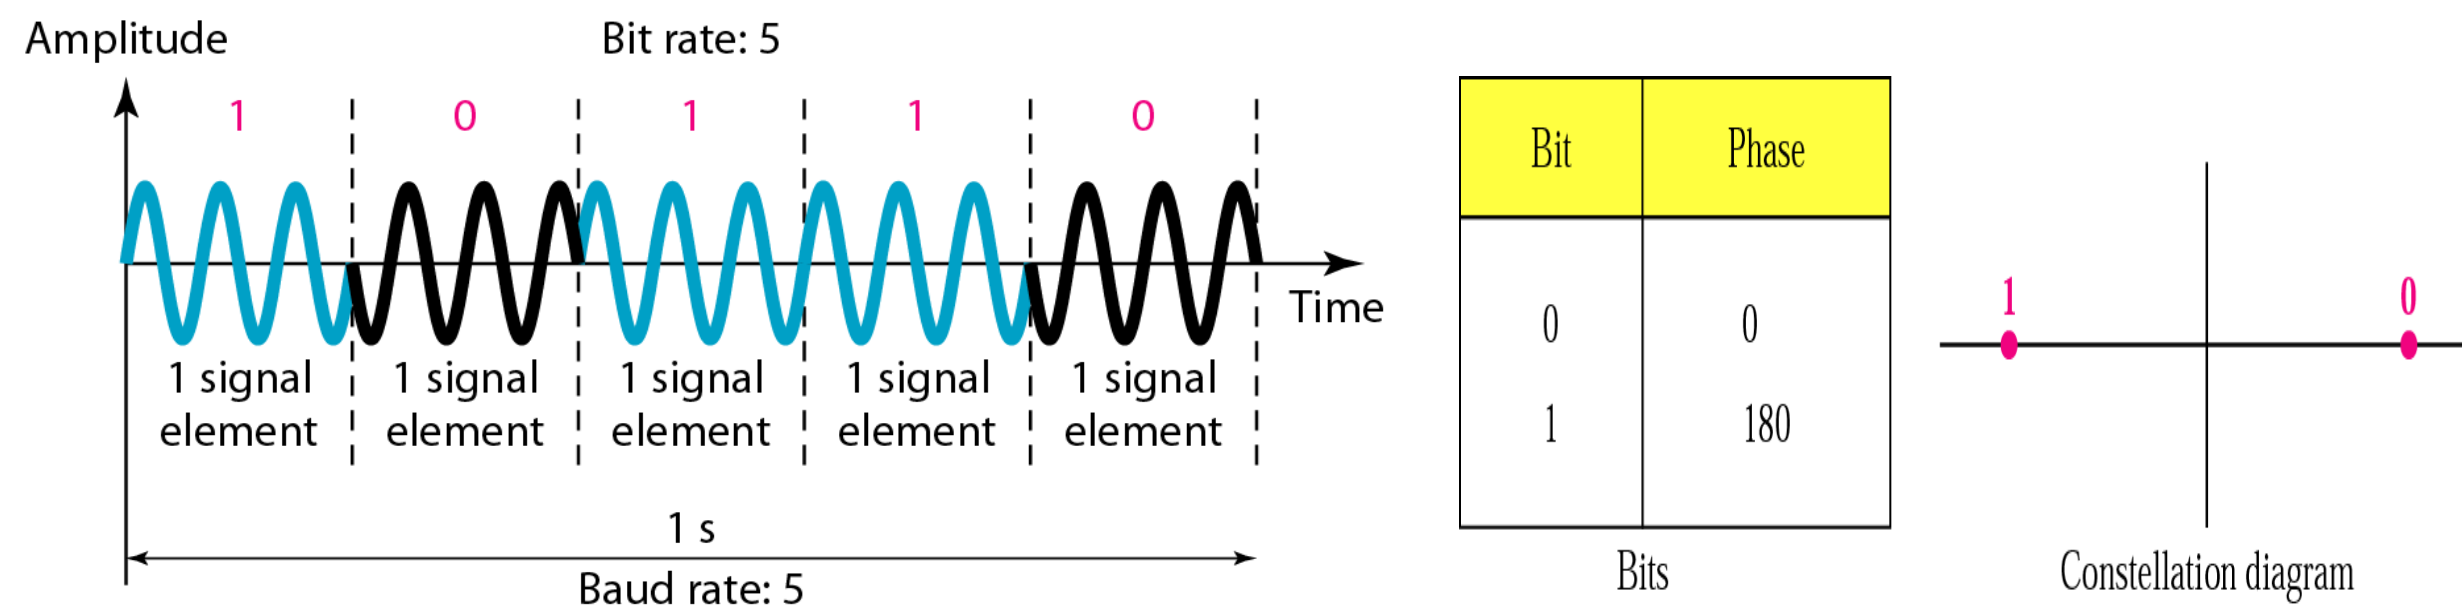 Amplitude
Bit rate: 5
1 0 1 1 0
Time
1 signal element
1 signal element
1 signal element
1 signal element
1 signal element
1 s
Baud rate: 5
Bit Phase
0 0
1 180
Bits
1 0
Constellation diagram